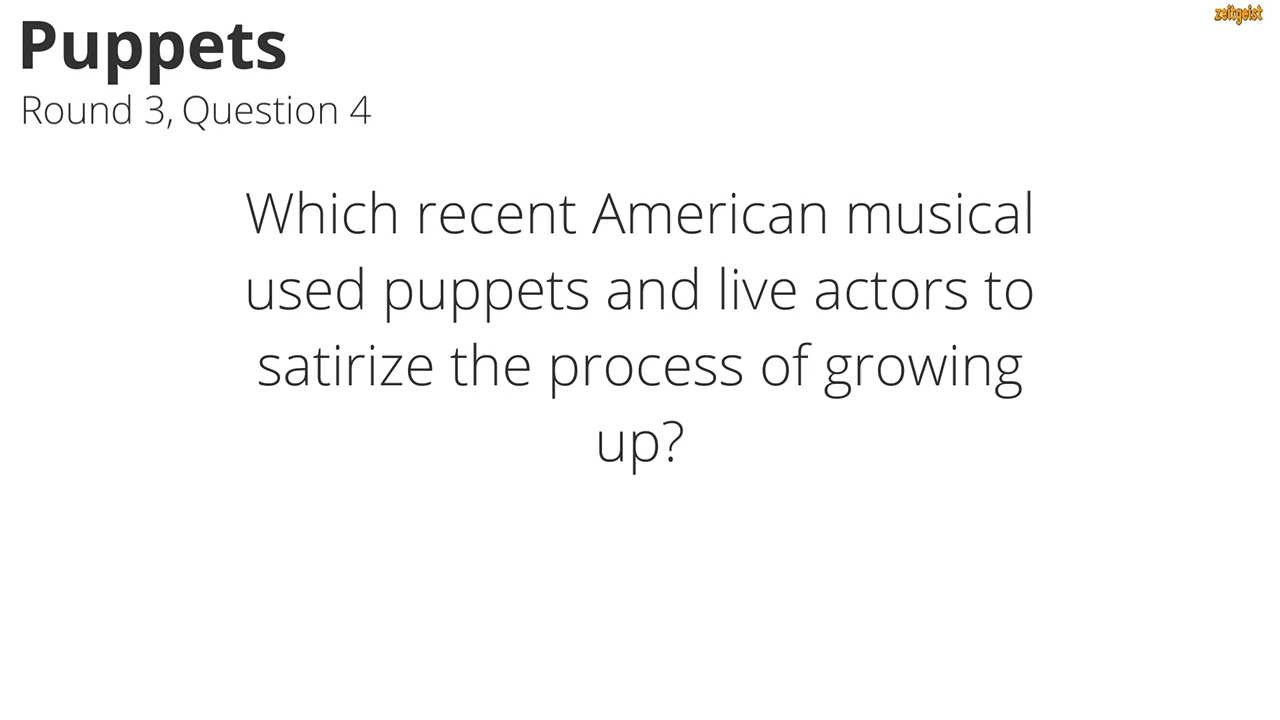 zeitgeist
Puppets
Round 3, Question 4
Which recent American musical
used puppets and live actors to
satirize the process of growing
up?